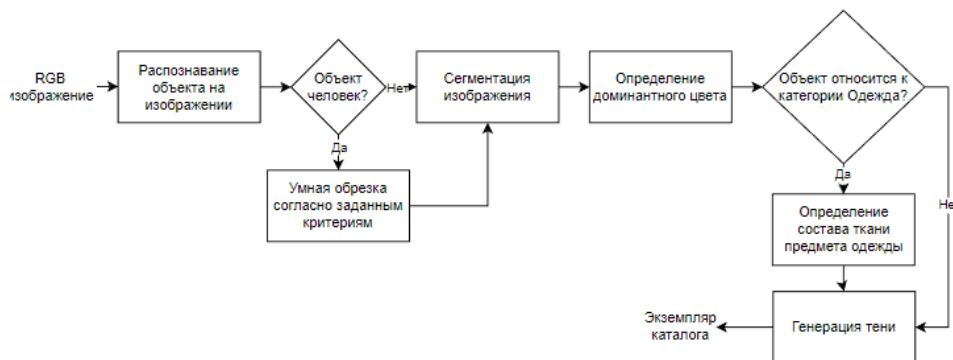 RGB
изображение
Распознавание
объекта на
изображении
Объект
человек?
Нет
Да
Умная обрезка
согласно заданным
критериям
Сегментация
изображения
Определение
доминантного цвета
Объект относится к
категории Одежда?
Да
Не
Определение
состава ткани
предмета одежды
Генерация тени
Экземпляр
каталога